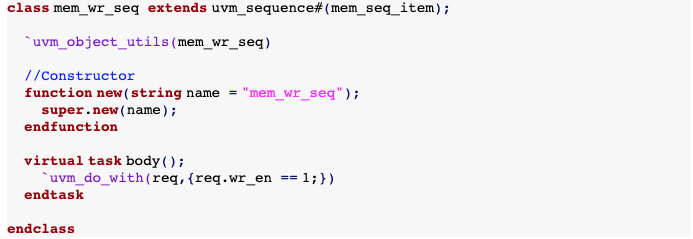 class mem_wr_seq extends uvm_sequence#(mem_seq_item);
`uvm_object_utils(mem_wr_seq)
//Constructor
function new(string name = "mem_wr_seq");
super.new(name);
endfunction
virtual task body();
`uvm_do_with(req,{req.wr_en == 1;})
endtask
endclass